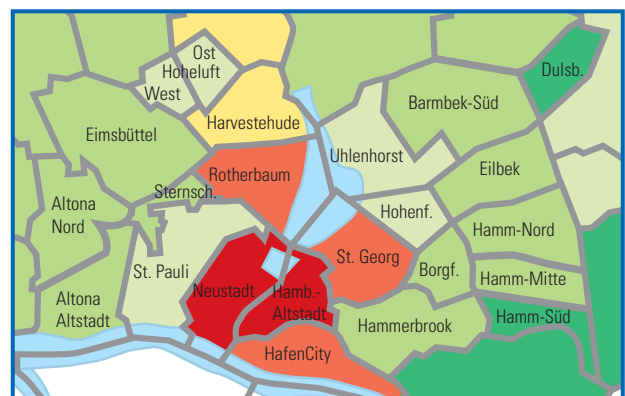 Ost
Hoheluft
West
Dulsb.
Barmbek-Süd
Harvestehude
Eimsbüttel
Uhlenhorst
Eilbek
Rotherbaum
Sternsch.
Altona
Nord
Hohenf.
Hamm-Nord
St. Pauli
St. Georg
Borgf.
Hamm-Mitte
Neustadt
Hamb.-
Altstadt
Altona
Altstadt
Hammerbrook
Hamm-Süd
HafenCity